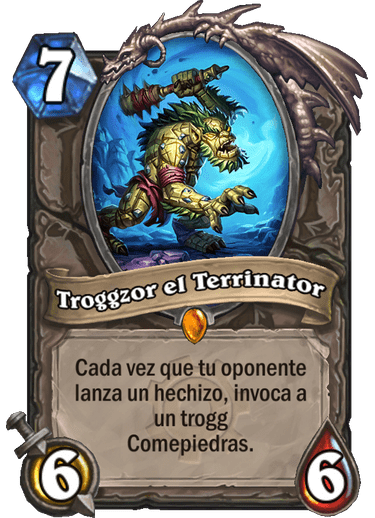 7
Troggzor el Terrinator
Cada vez que tu oponente
lanza un hechizo, invoca a
un trogg
Comepiedras.
6
6